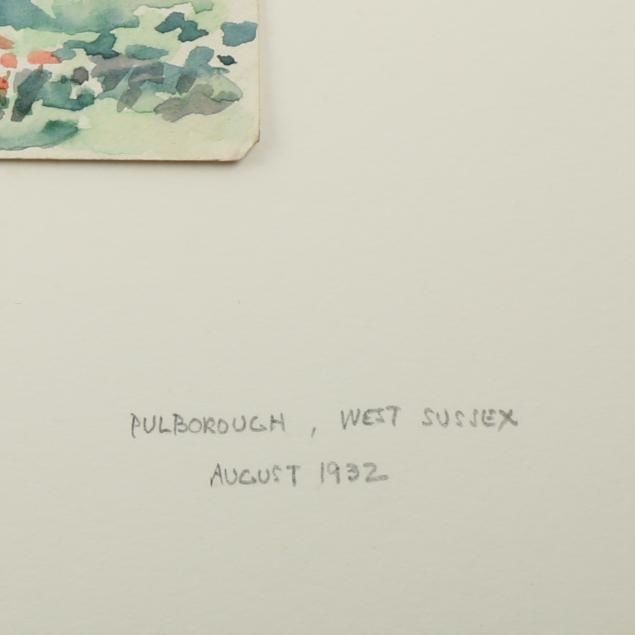 PULBOROUGH , WEST SUSSEX
AUGUST 1932